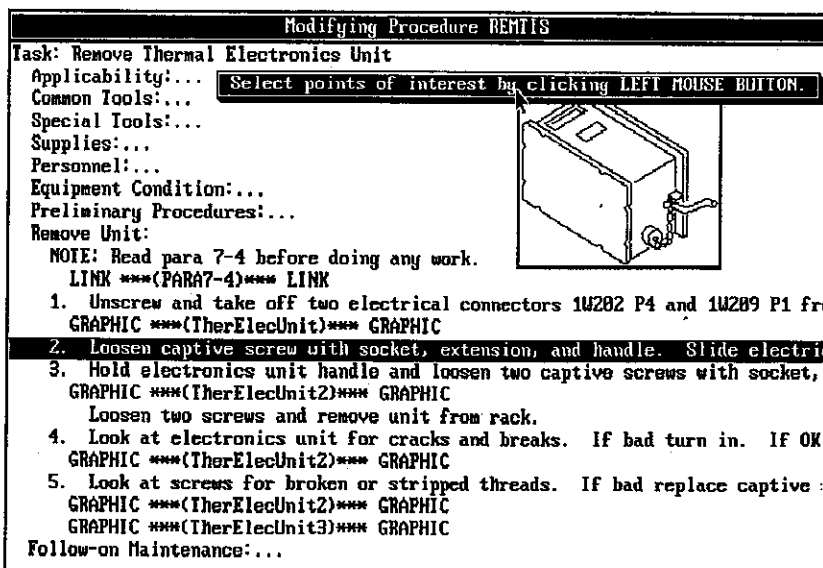 Modifying Procedure REMTIS
Task: Remove Thermal Electronics Unit
Applicability:...
Select points of interest by clicking LEFT MOUSE BUTTON.
Common Tools:...
Special Tools:...
Supplies:...
Personnel:...
Equipment Condition:...
Preliminary Procedures:...
Remove Unit:
NOTE: Read para 7-4 before doing any work.
LINK ***(PARA7-4)*** LINK
1. Unscrew and take off two electrical connectors 1W202 P4 and 1W209 P1 fr
GRAPHIC ***(TherElecUnit)*** GRAPHIC
2. Loosen captive screw with socket, extension, and handle. Slide electri
3. Hold electronics unit handle and loosen two captive screws with socket,
GRAPHIC ***(TherElecUnit2)*** GRAPHIC
Loosen two screws and remove unit from rack.
4. Look at electronics unit for cracks and breaks. If bad turn in. If OK
GRAPHIC ***(TherElecUnit2)*** GRAPHIC
5. Look at screws for broken or stripped threads. If bad replace captive
GRAPHIC ***(TherElecUnit2)*** GRAPHIC
GRAPHIC ***(TherElecUnit3)*** GRAPHIC
Follow-on Maintenance:...